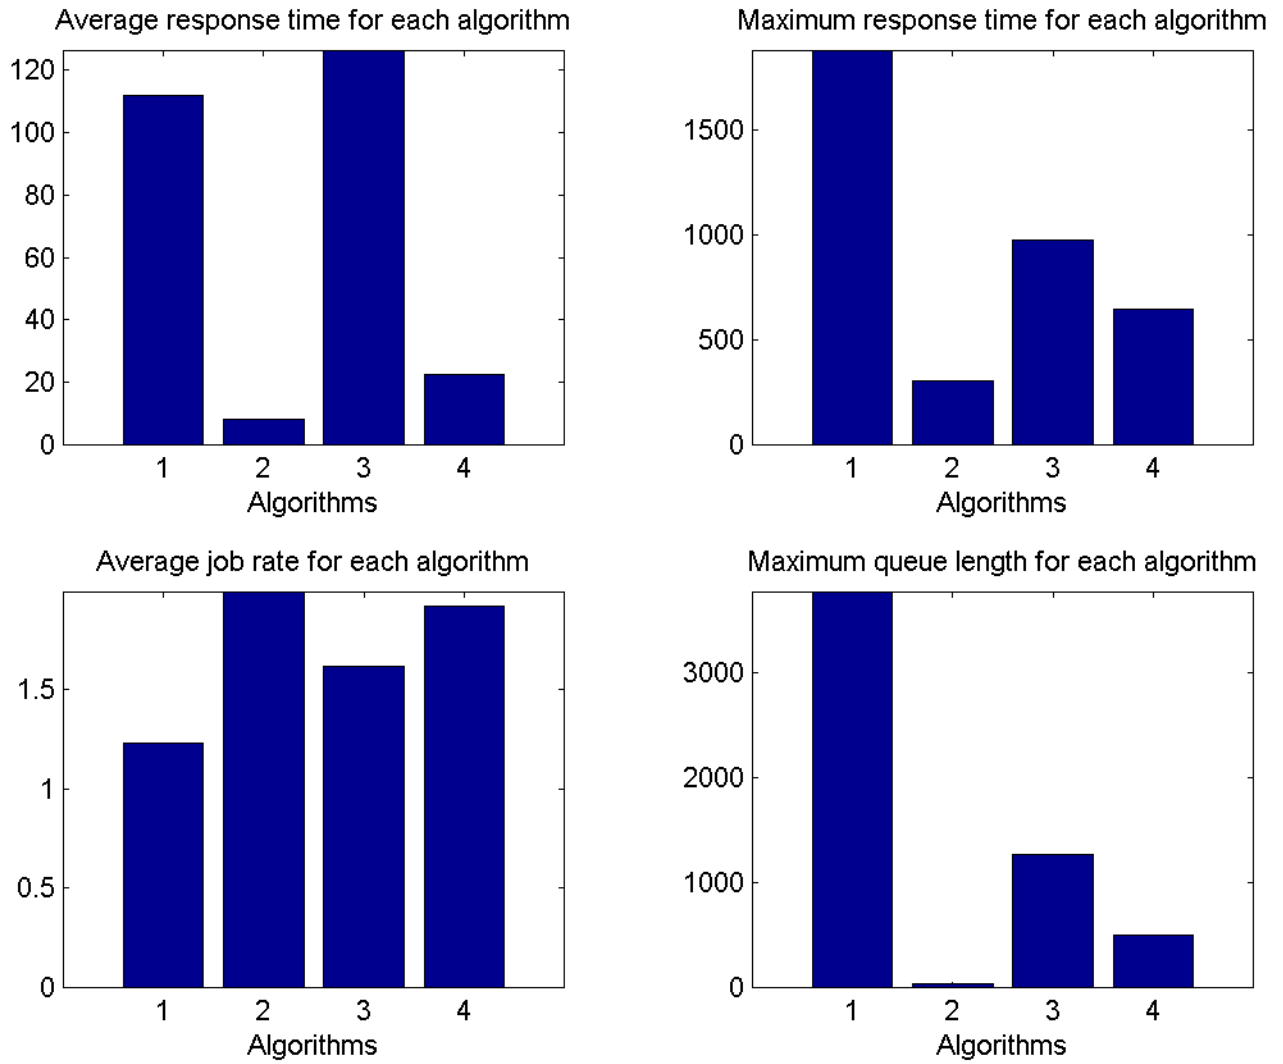 Average response time for each algorithm
120
100
80
60
40
20
0
1 2 3 4
Algorithms
Maximum response time for each algorithm
1500
1000
500
0
1 2 3 4
Algorithms
Average job rate for each algorithm
1.5
1
0.5
0
1 2 3 4
Algorithms
Maximum queue length for each algorithm
3000
2000
1000
0
1 2 3 4
Algorithms